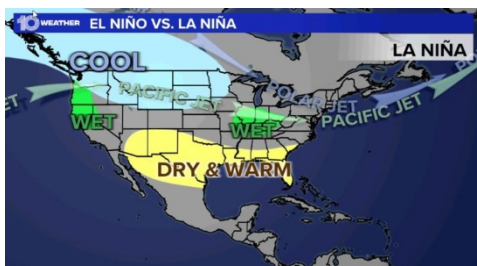 10 WEATHER EL NIÑO VS. LA NIÑA
LA NIÑA
COOL
PACIFIC JET
POLAR JET
PACIFIC JET
WET
WET
DRY & WARM